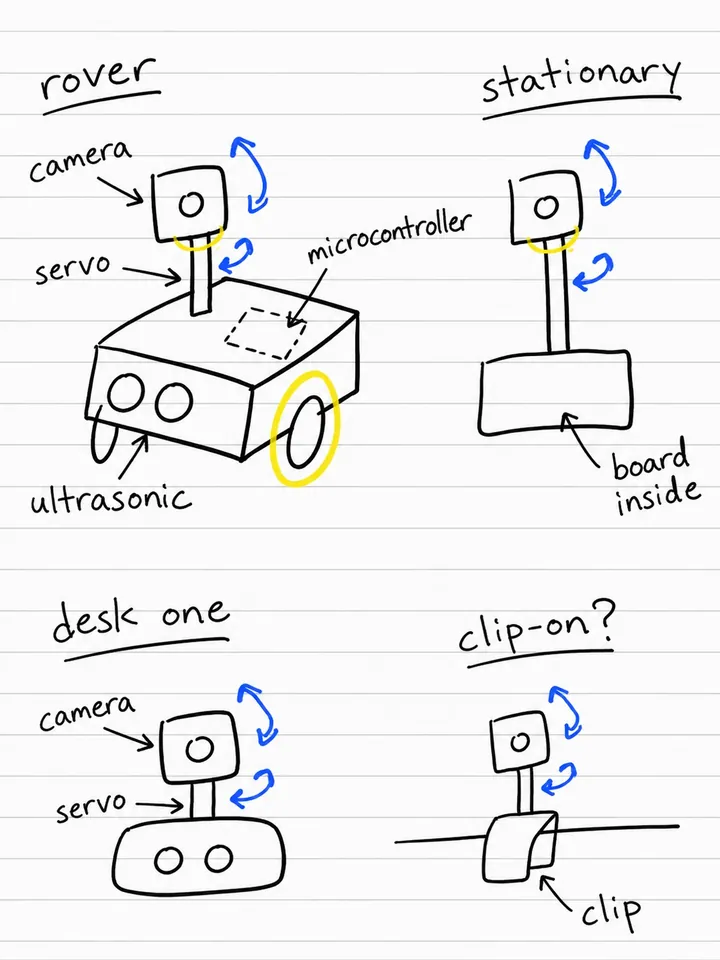 rover
stationary
camera
servo
microcontroller
ultrasonic
board
inside
desk one
clip-on?
camera
servo
clip